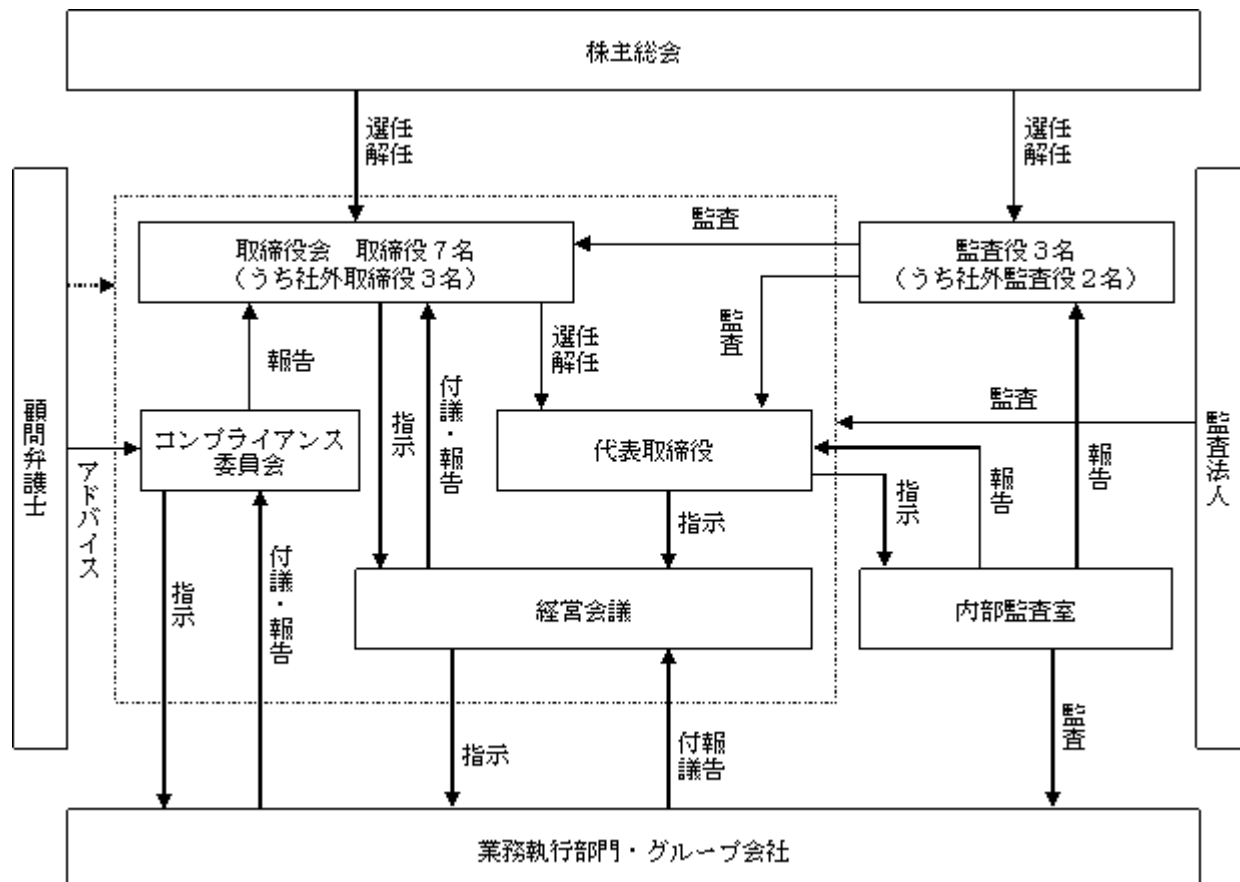 株主総会
選任
解任
選任
解任
監査
取締役会　取締役７名
（うち社外取締役３名）
監査役３名
（うち社外監査役２名）
監査
選任
解任
報告
付議・報告
指示
監査
顧問弁護士
アドバイス
コンプライアンス
委員会
代表取締役
監査法人
報告
指示
報告
指示
付議・報告
指示
経営会議
内部監査室
指示
付議
報告
監査
業務執行部門・グループ会社